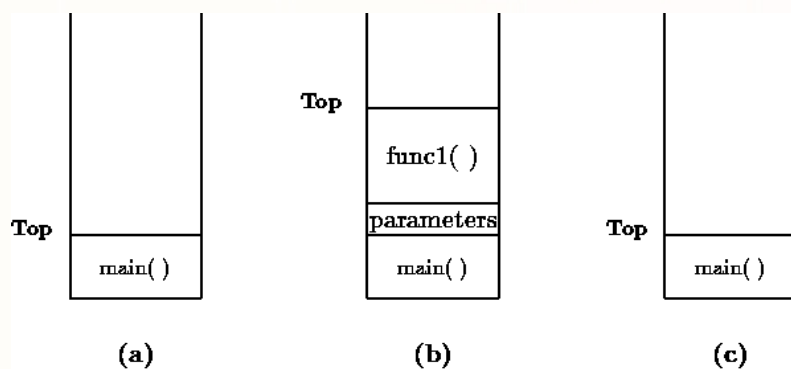 Top
func1( )
parameters
Top
main( )
main( )
Top
main( )
(a)
(b)
(c)